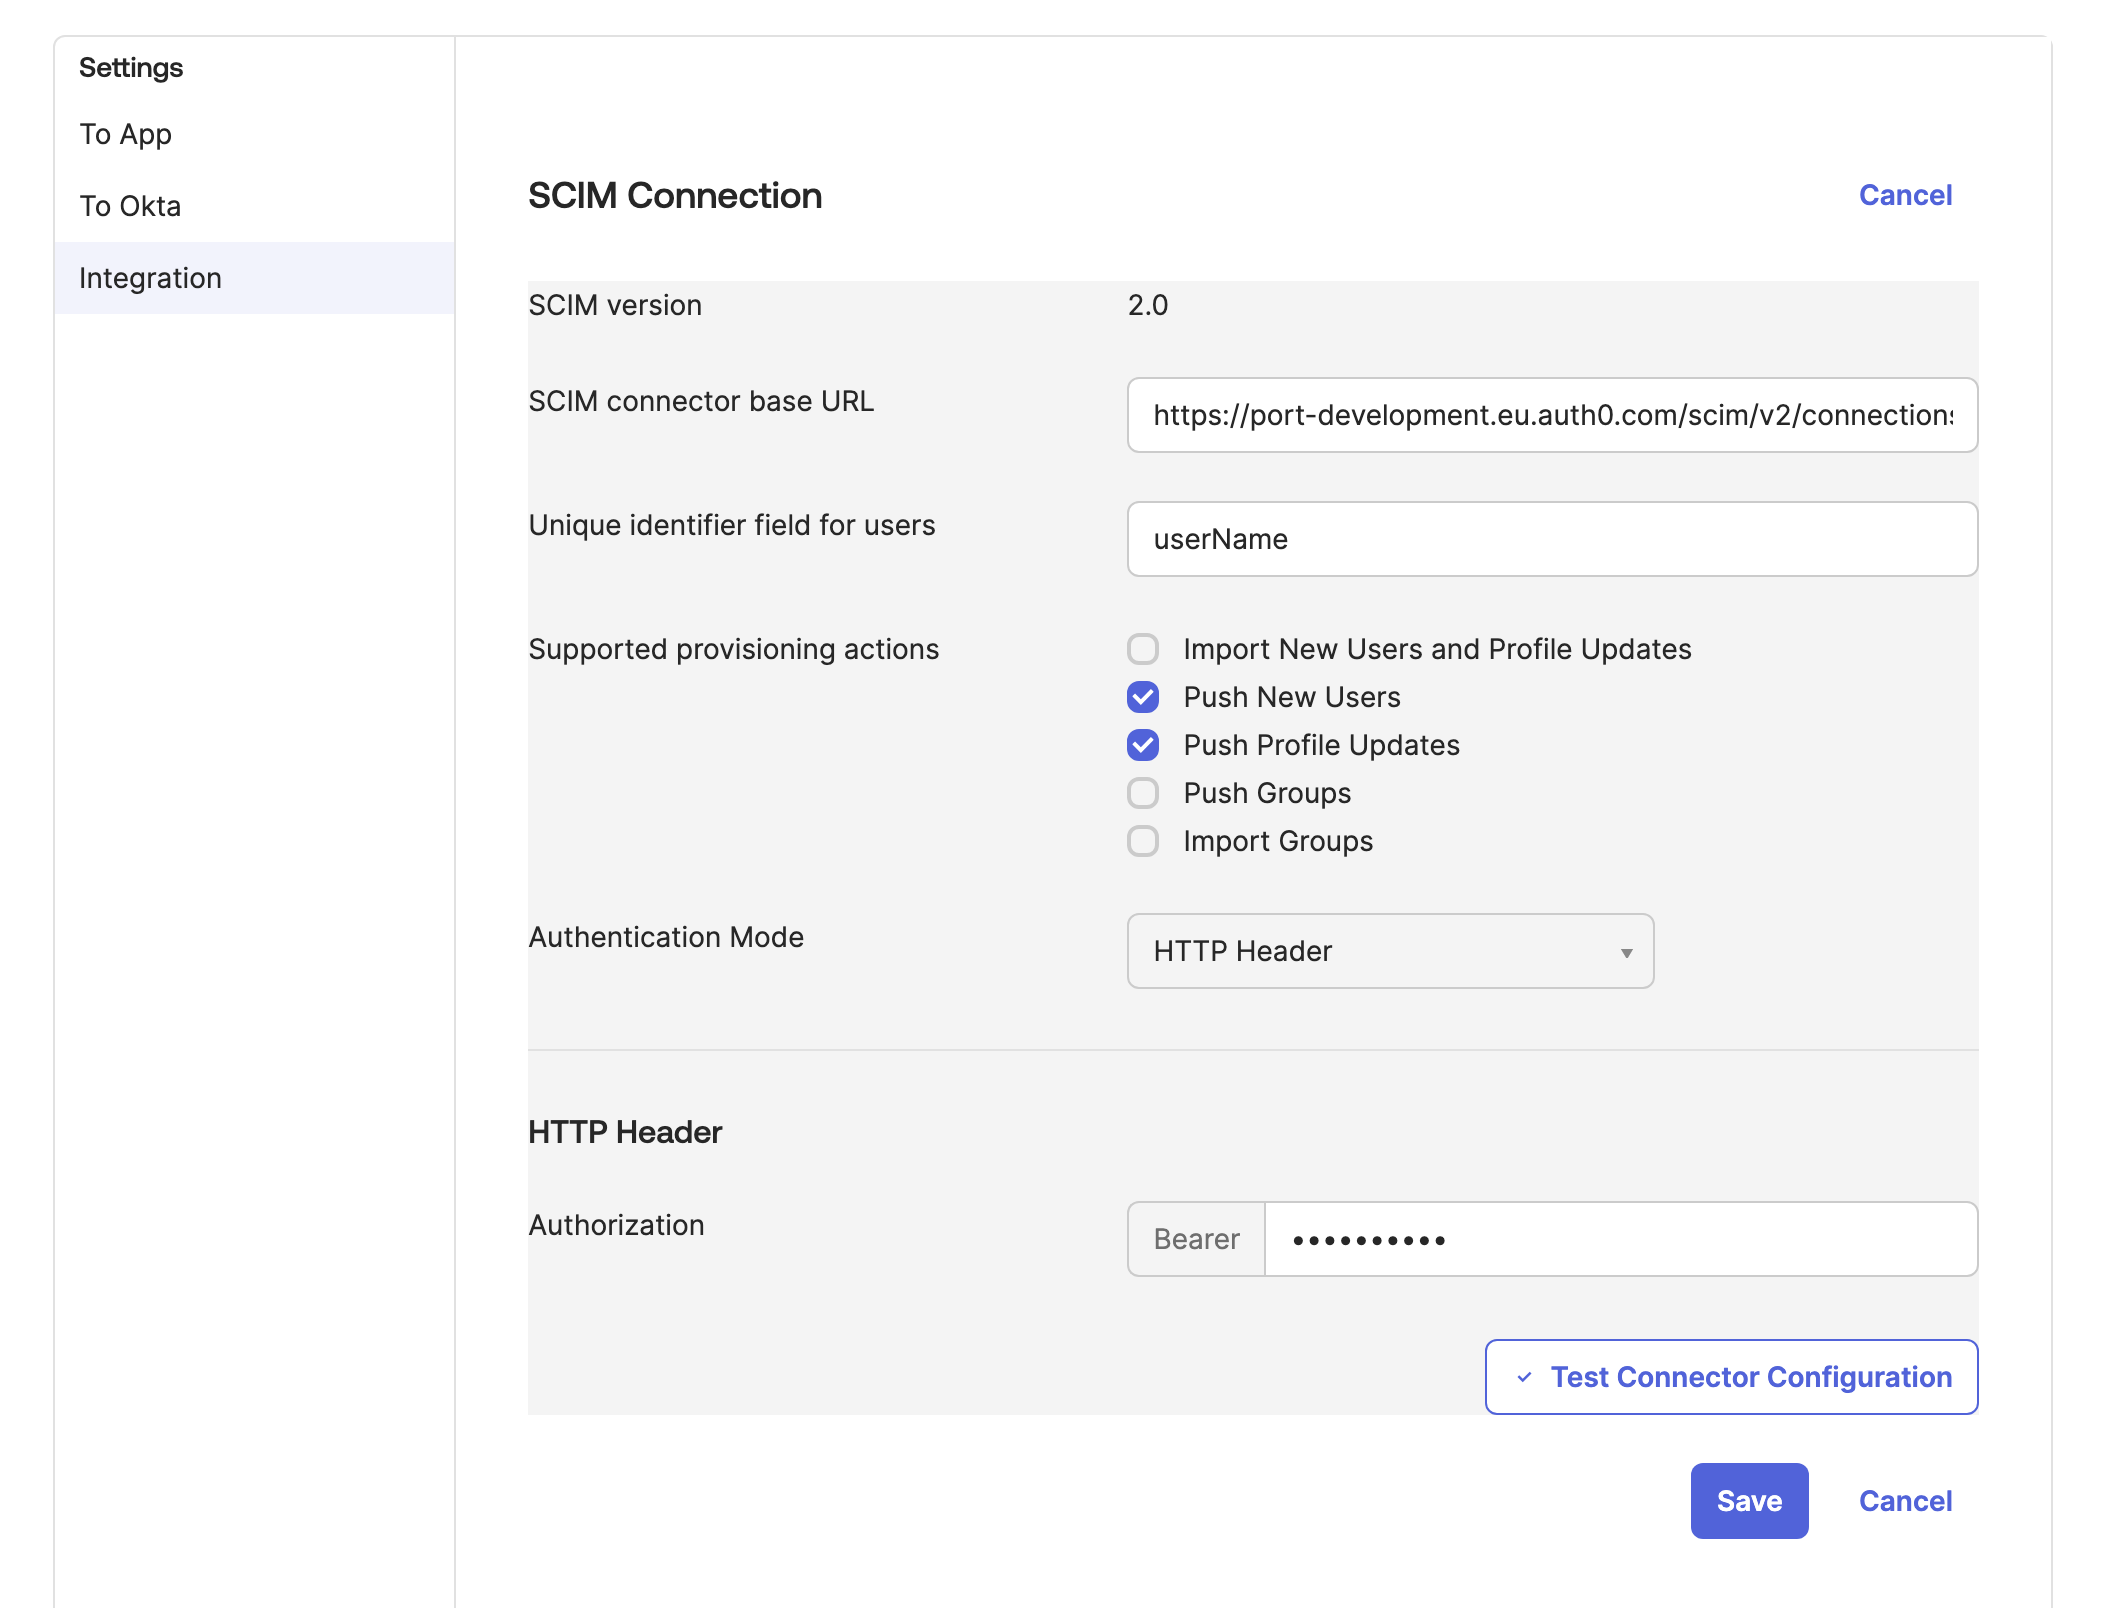 Settings
To App
To Okta
Integration
SCIM Connection
Cancel
SCIM version
2.0
SCIM connector base URL
https://port-development.eu.auth0.com/scim/v2/connections
Unique identifier field for users
userName
Supported provisioning actions
Import New Users and Profile Updates
Push New Users
Push Profile Updates
Push Groups
Import Groups
Authentication Mode
HTTP Header
HTTP Header
Authorization
Bearer
••••••••••
Test Connector Configuration
Save
Cancel